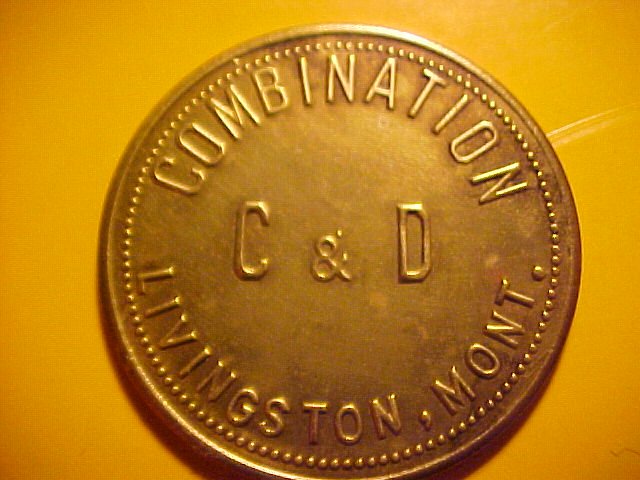 COMBINATION
C & D
LIVINGSTON, MONT.